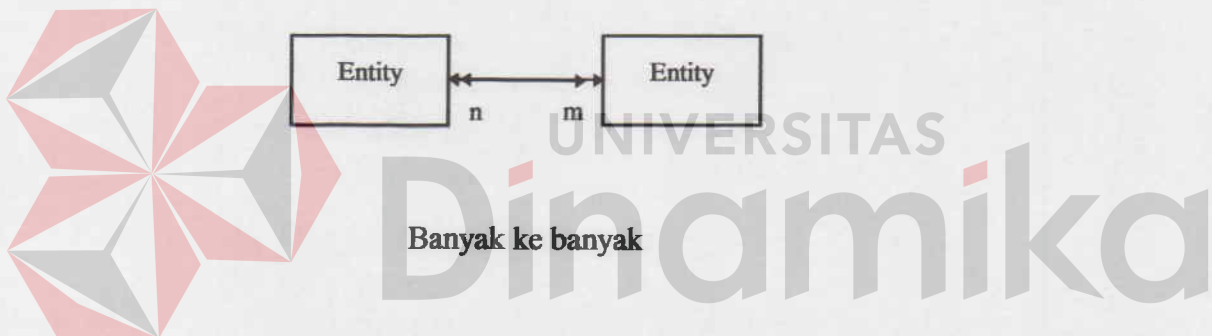 Entity Entity
n m
UNIVERSITAS
Dinamika
Banyak ke banyak